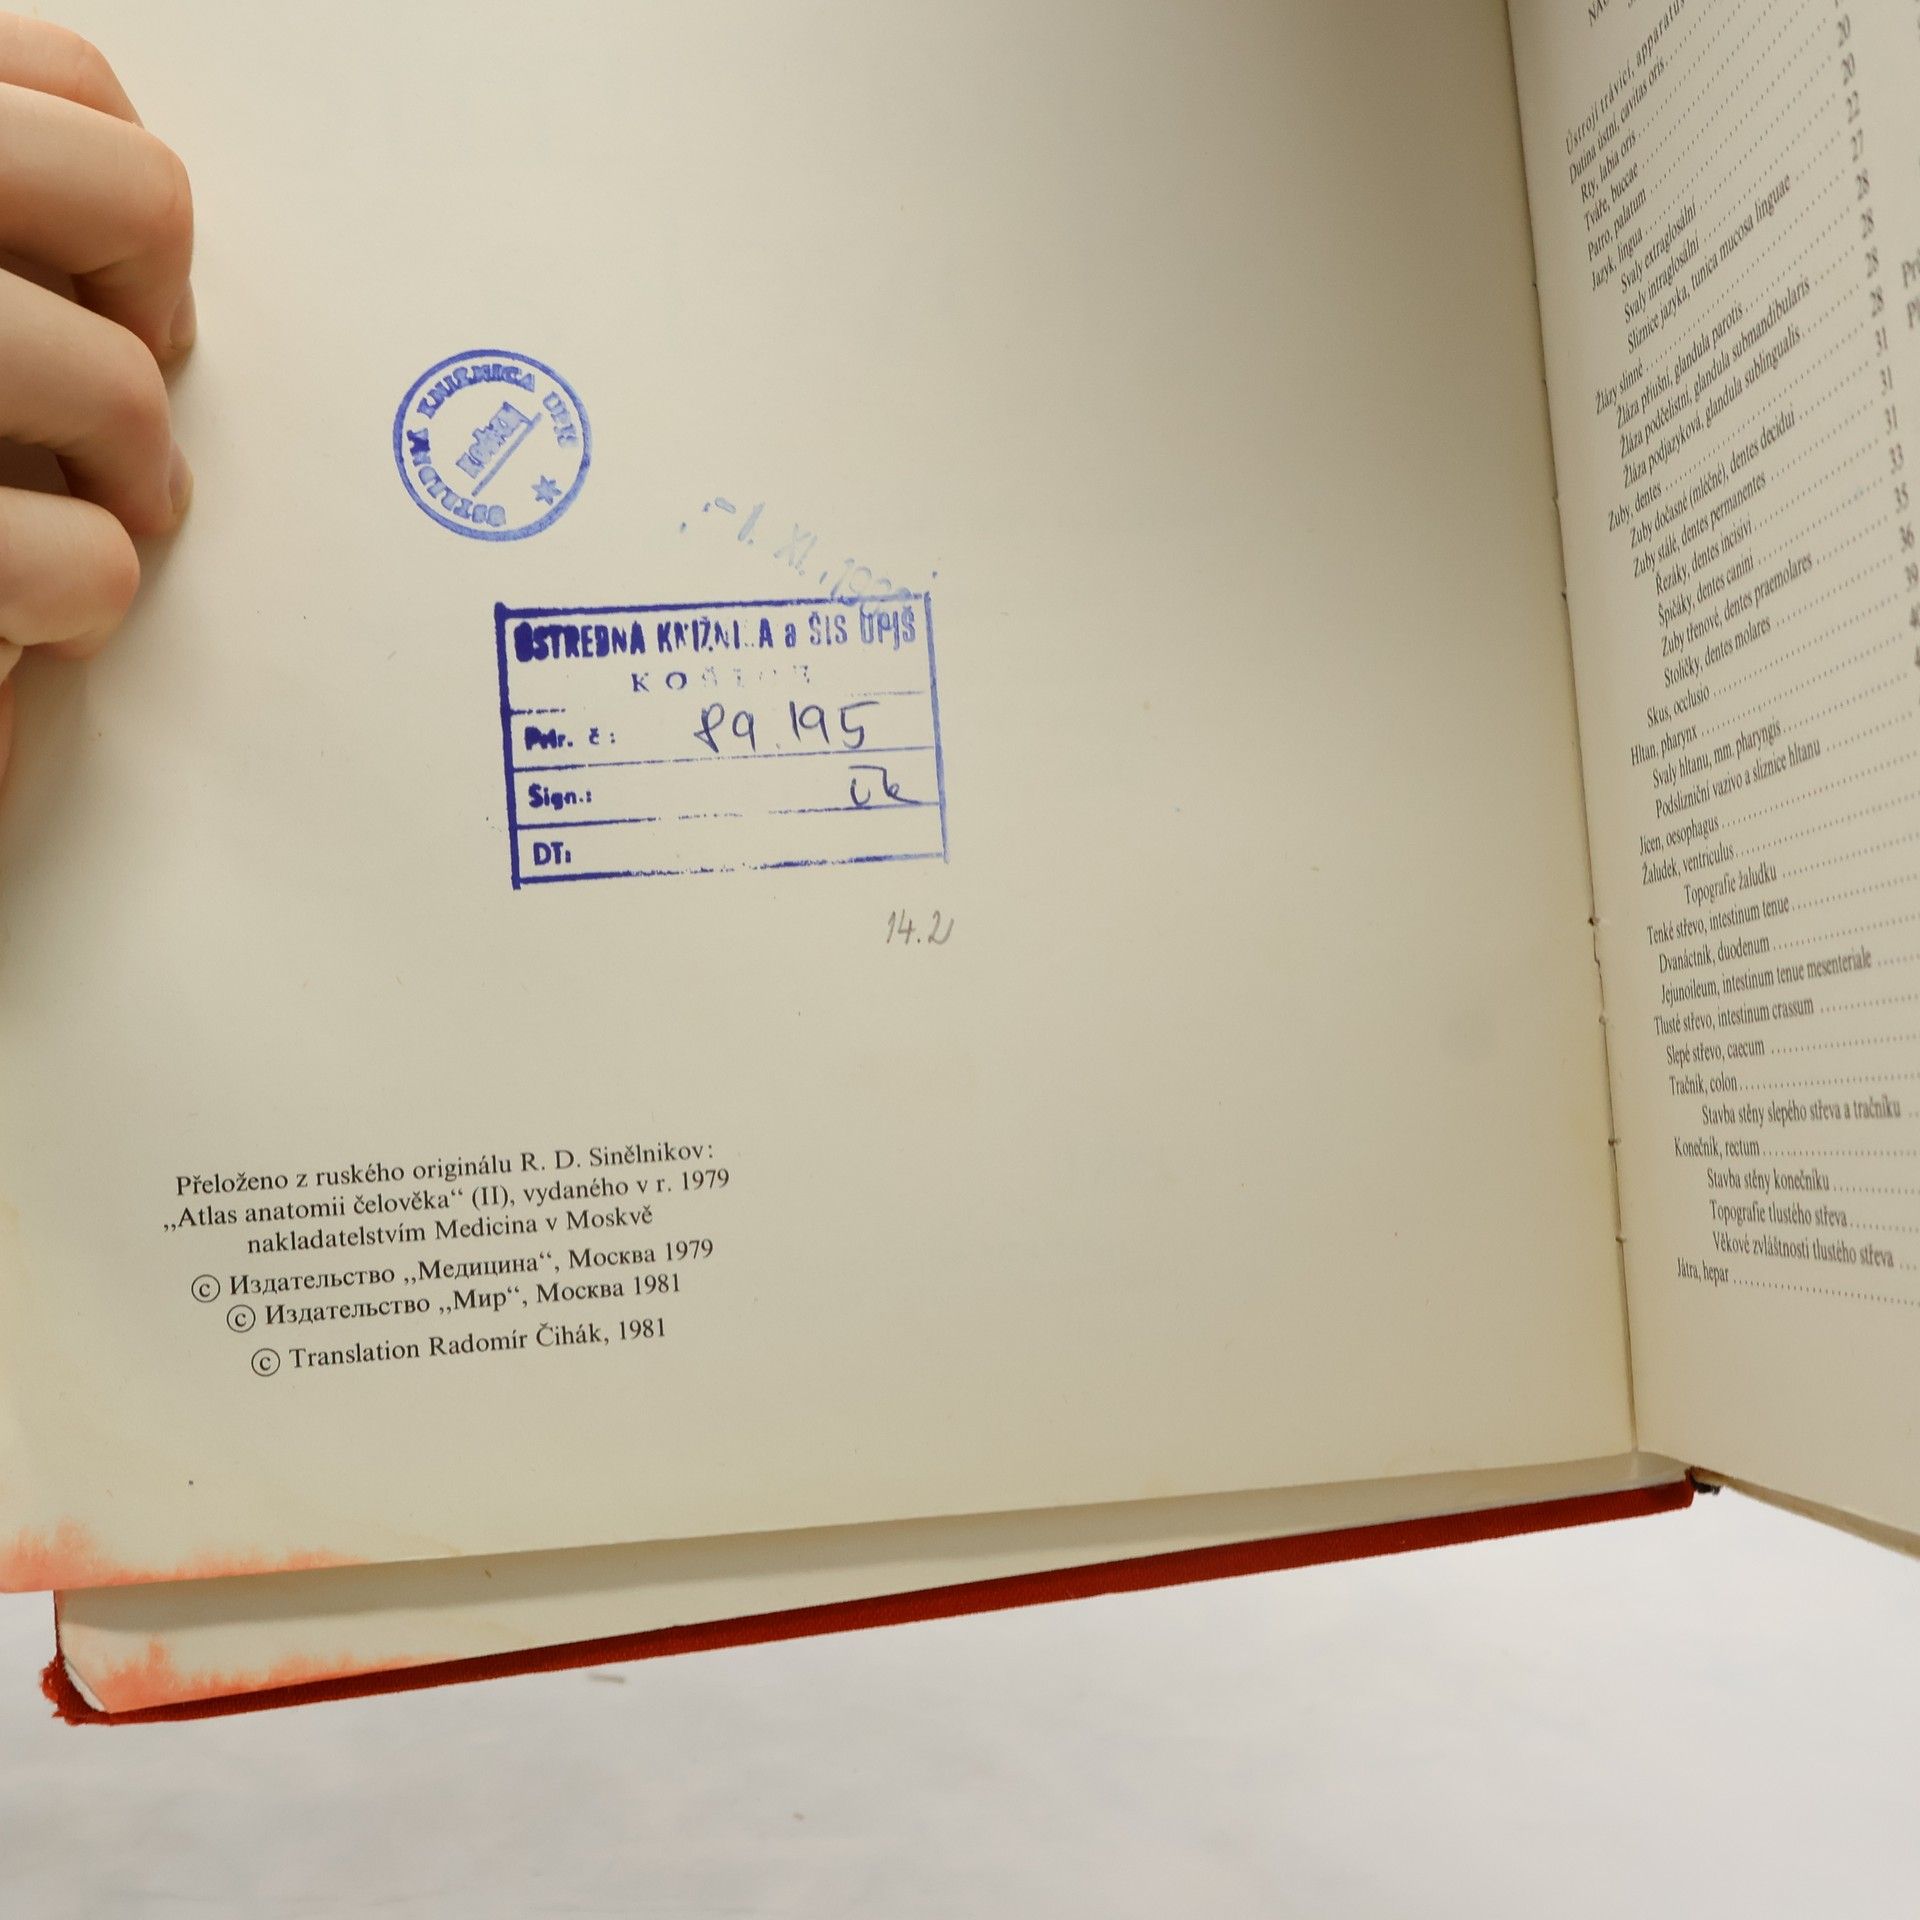 ÚSTREDNÁ KNIŽNICA UPJŠ
KOŠICE
ÚSTREDNÁ KNIŽNICA a ŠIS UPJŠ
KOŠICE
Prír. č: 89.195
Sign.:
DT:
14.2
Přeloženo z ruského originálu R. D. Sinělnikov:
„Atlas anatomii čelověka“ (II), vydaného v r. 1979
nakladatelstvím Medicina v Moskvě
© Издательство „Медицина“, Москва 1979
© Издательство „Мир“, Москва 1981
© Translation Radomír Čihák, 1981
Ústrojí trávicí, apparatus
Dutina ústní, cavitas oris
Rty, labia oris
Tváře, buccae
Patro, palatum
Jazyk, lingua
Svaly extraglosální
Svaly intraglosální
Sliznice jazyka, tunica mucosa linguae
Žlázy slinné
Žláza příušní, glandula parotis
Žláza podčelistní, glandula submandibularis
Žláza podjazyková, glandula sublingualis
Zuby, dentes
Zuby dočasné (mléčné), dentes decidui
Zuby stálé, dentes permanentes
Řezáky, dentes incisivi
Špičáky, dentes canini
Zuby třenové, dentes praemolares
Stoličky, dentes molares
Skus, occlusio
Hltan, pharynx
Svaly hltanu, mm. pharyngis
Podslizniční vazivo a sliznice hltanu
Jícen, oesophagus
Žaludek, ventriculus
Topografie žaludku
Tenké střevo, intestinum tenue
Dvanáctník, duodenum
Jejunoileum, intestinum tenue mesenteriale
Tlusté střevo, intestinum crassum
Slepé střevo, caecum
Tračník, colon
Stavba stěny slepého střeva a tračníku
Konečník, rectum
Stavba stěny konečníku
Topografie tlustého střeva
Věkové zvláštnosti tlustého střeva
Játra, hepar